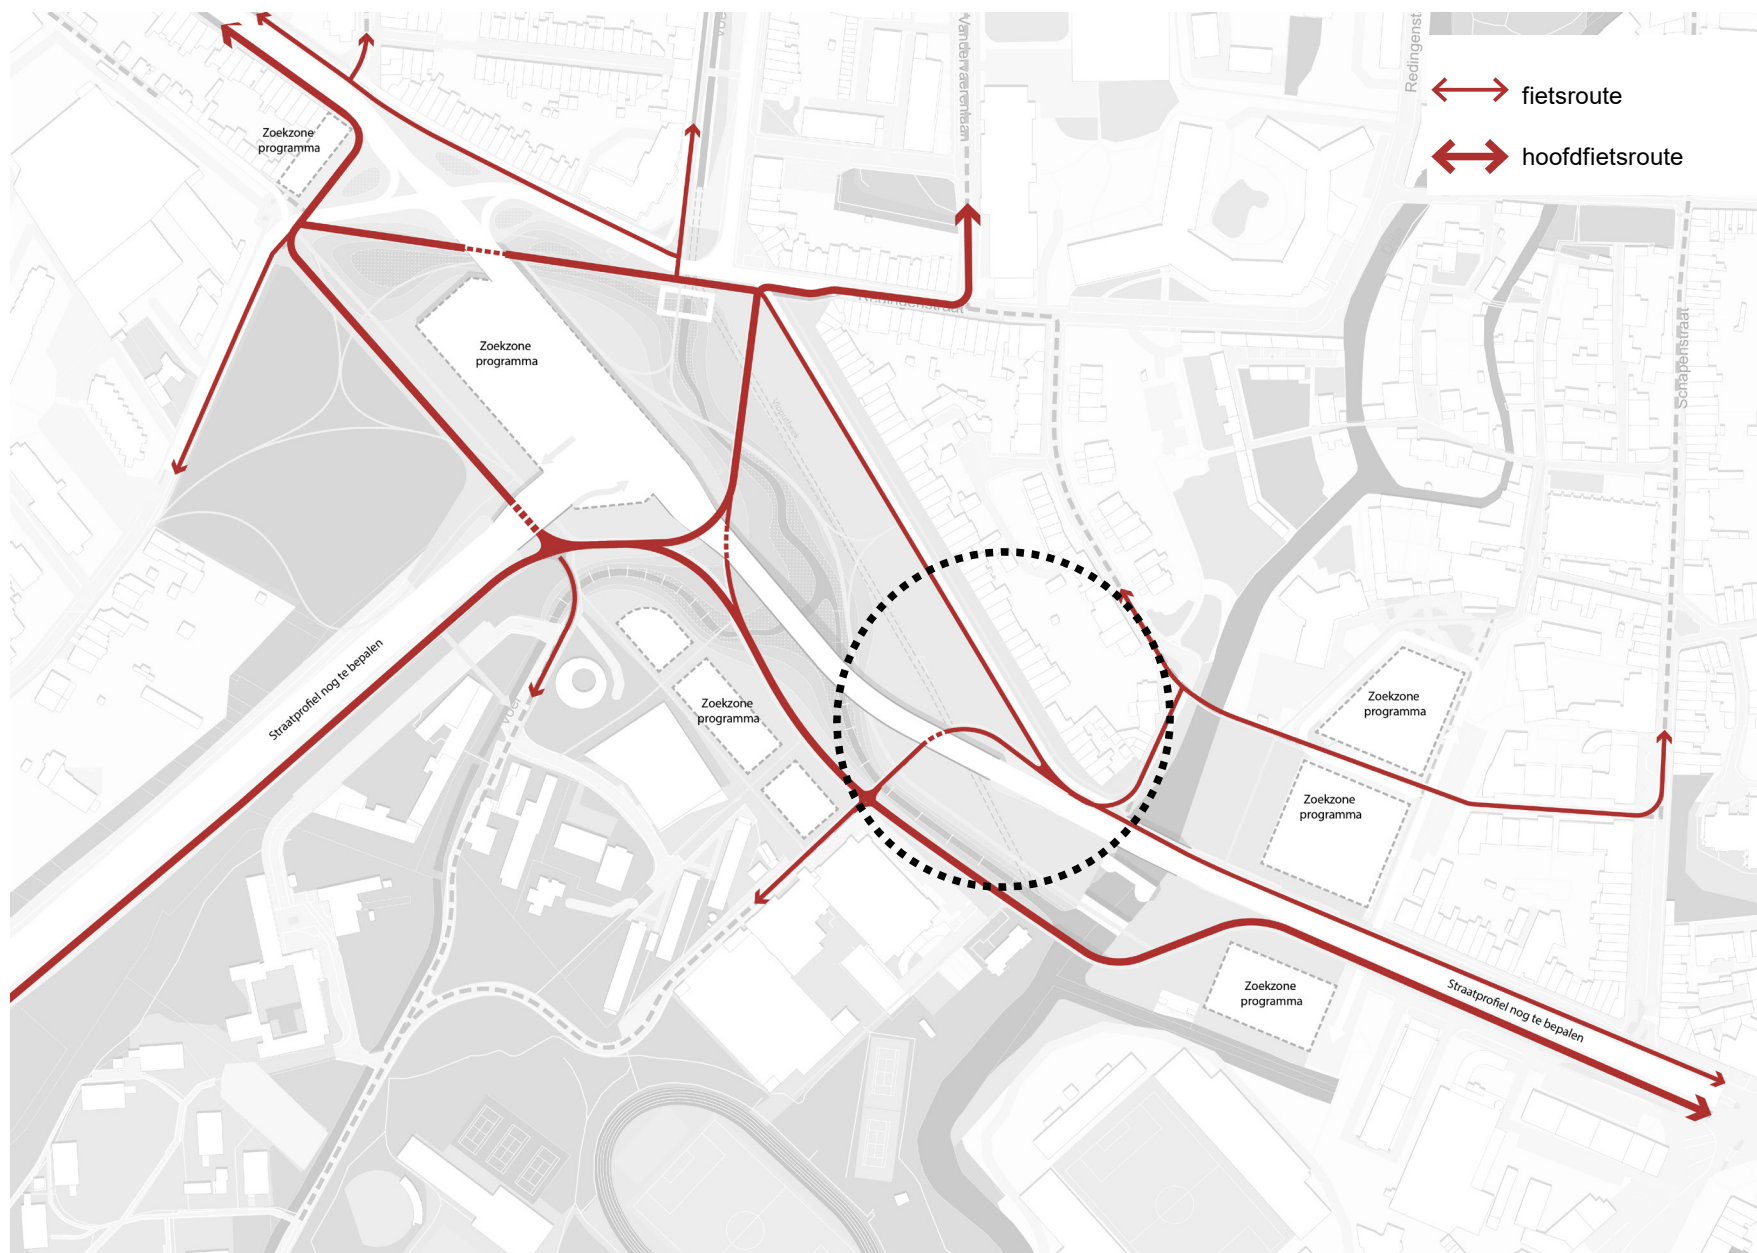 Vandervaerenlaan
fietsroute
hoofdfietsroute
Zoekzone
programma
Zoekzone
programma
Schapenstraat
Straatprofiel nog te bepalen
Zoekzone
programma
Zoekzone
programma
Zoekzone
programma
Zoekzone
programma
Straatprofiel nog te bepalen